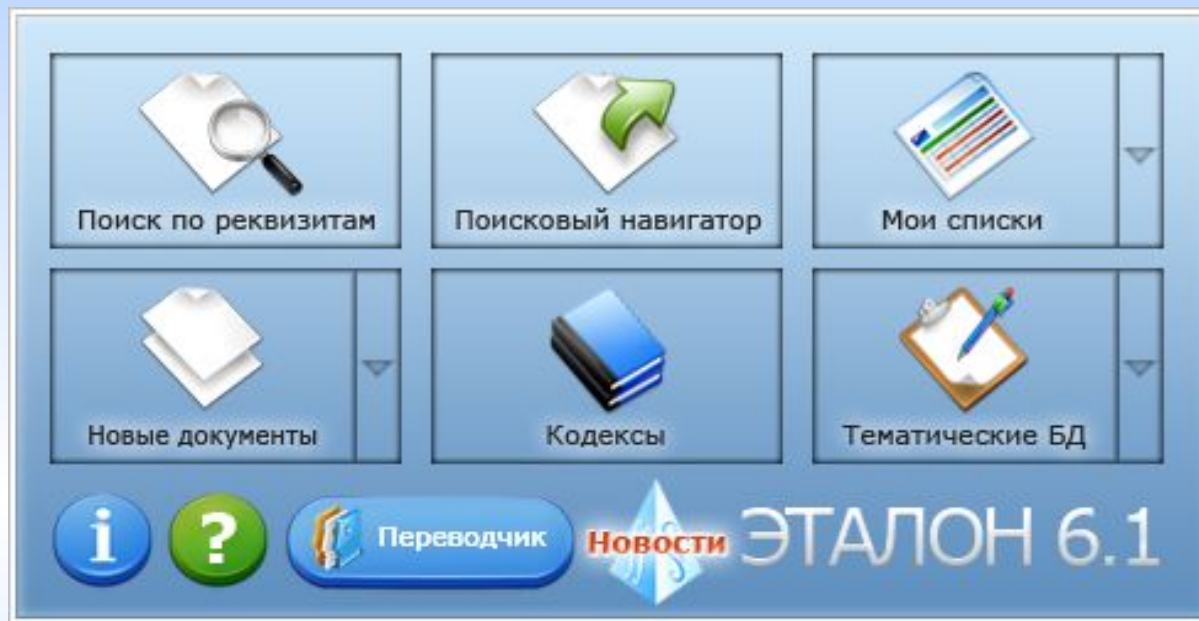 Поиск по реквизитам
Поисковый навигатор
Мои списки
Новые документы
Кодексы
Тематические БД
i
?
Переводчик
Новости
ЭТАЛОН 6.1